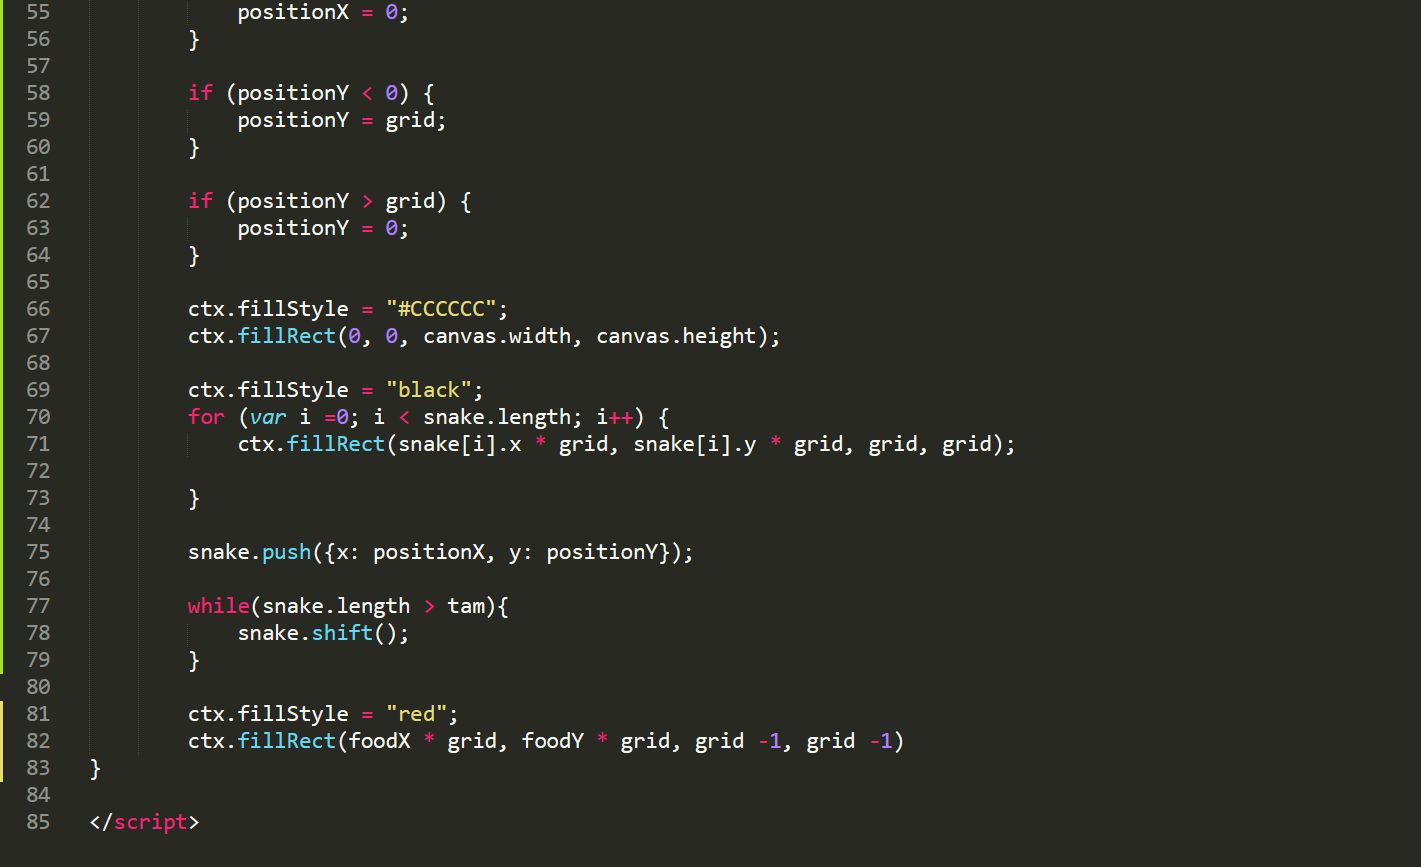 55 positionX = 0;
56 }
57
58 if (positionY < 0) {
59 positionY = grid;
60 }
61
62 if (positionY > grid) {
63 positionY = 0;
64 }
65
66 ctx.fillStyle = "#CCCCCC";
67 ctx.fillRect(0, 0, canvas.width, canvas.height);
68
69 ctx.fillStyle = "black";
70 for (var i =0; i < snake.length; i++) {
71 ctx.fillRect(snake[i].x * grid, snake[i].y * grid, grid, grid);
72
73 }
74
75 snake.push({x: positionX, y: positionY});
76
77 while(snake.length > tam){
78 snake.shift();
79 }
80
81 ctx.fillStyle = "red";
82 ctx.fillRect(foodX * grid, foodY * grid, grid -1, grid -1)
83 }
84
85 </script>